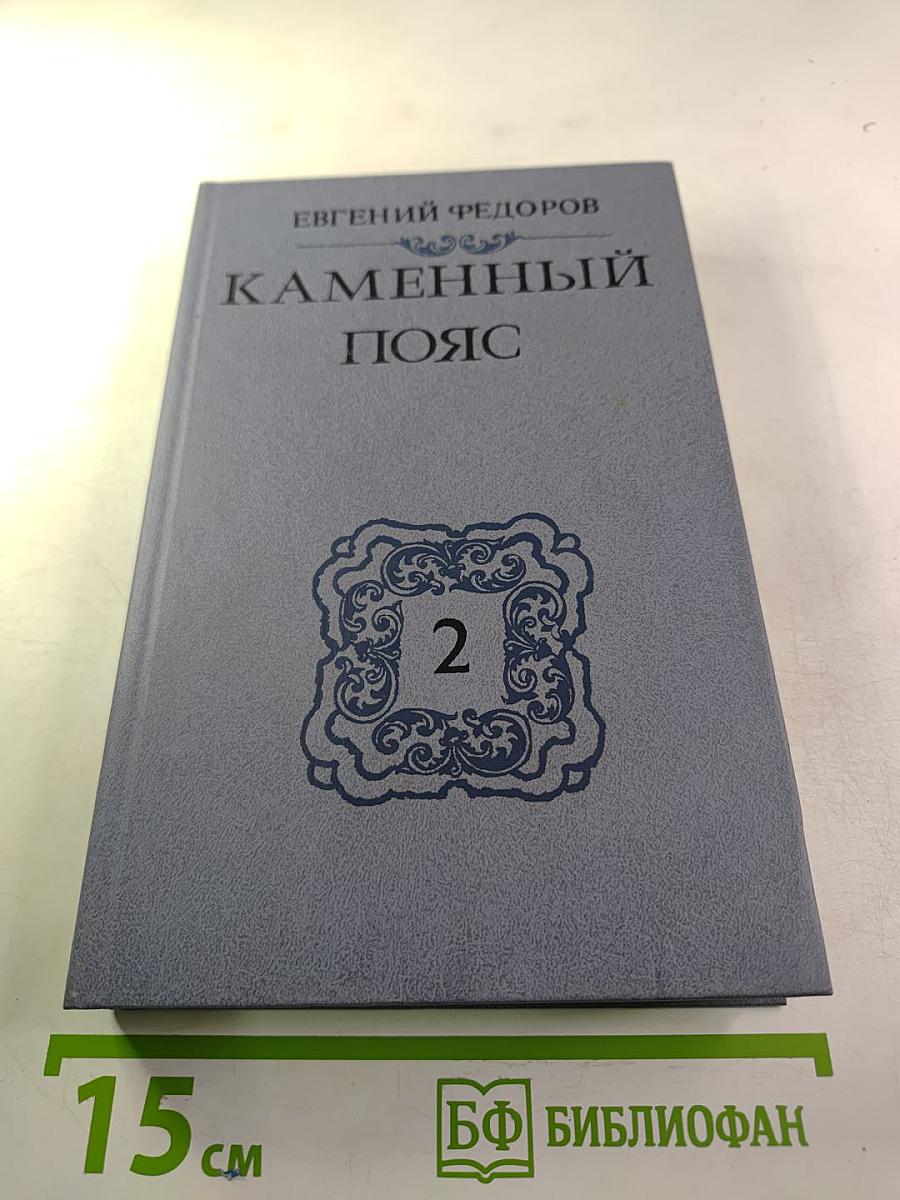 ЕВГЕНИЙ ФЕДОРОВ
КАМЕННЫЙ
ПОЯС
2
15 см
БФ БИБЛИОФАН